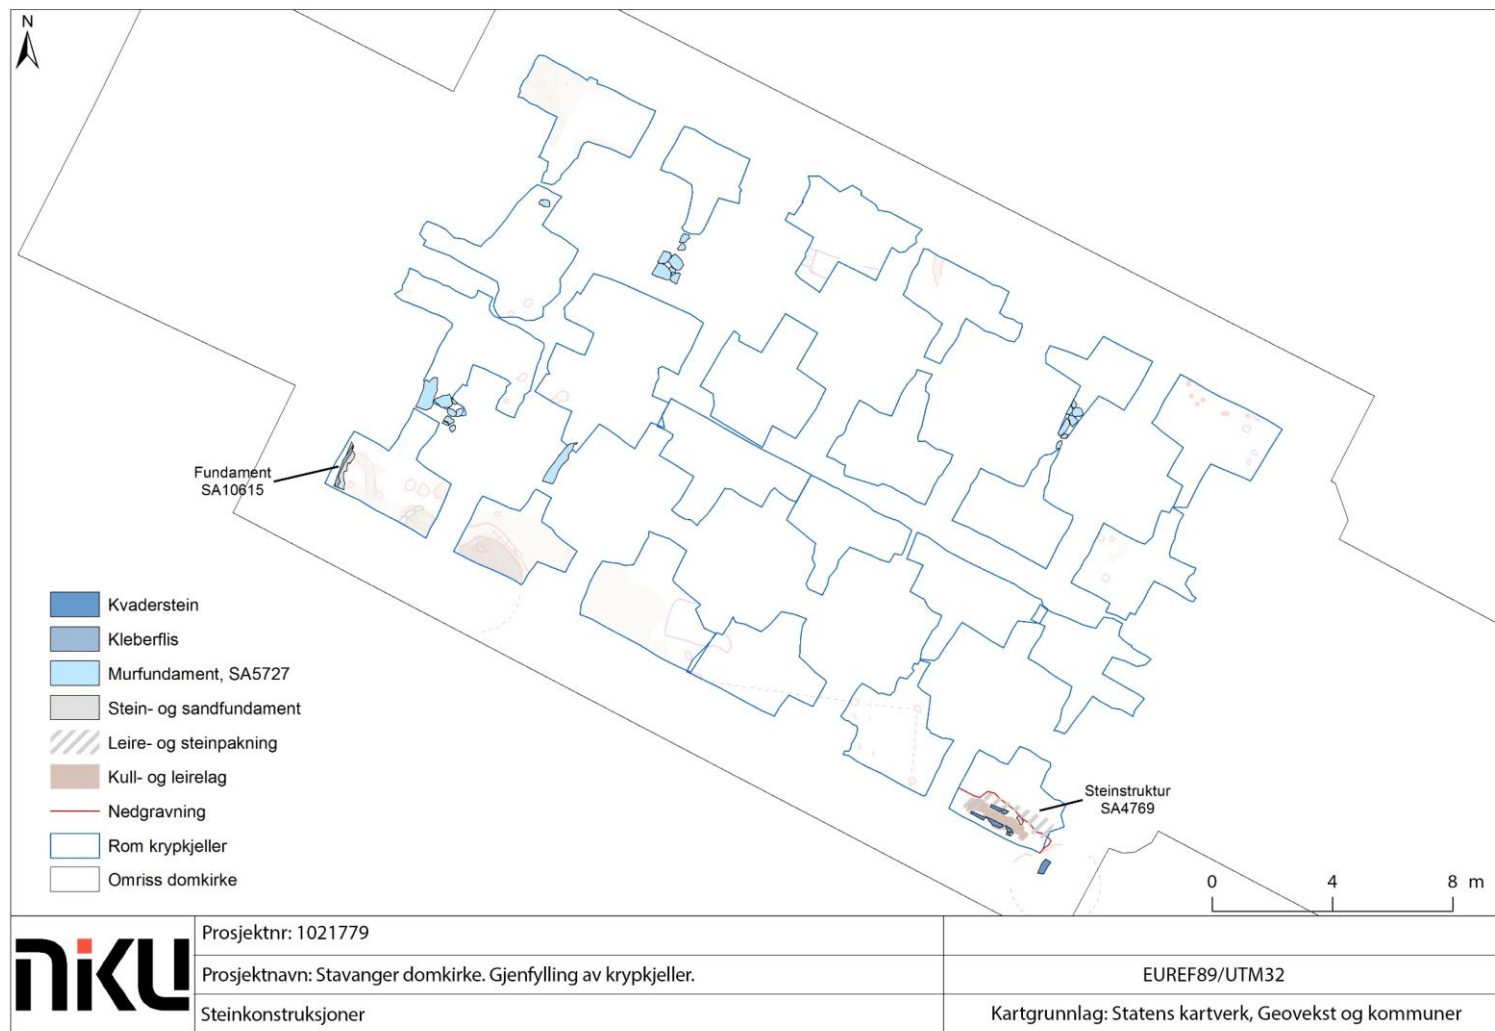 N
Fundament
SA10615
Steinstruktur
SA4769
Kvaderstein
Kleberflis
Murfundament, SA5727
Stein- og sandfundament
Leire- og steinpakning
Kull- og leirelag
Nedgravning
Rom krypkjeller
Omriss domkirke
0 4 8 m
NIKU
Prosjektnr: 1021779
Prosjektnavn: Stavanger domkirke. Gjenfylling av krypkjeller.
EUREF89/UTM32
Steinkonstruksjoner
Kartgrunnlag: Statens kartverk, Geovekst og kommuner